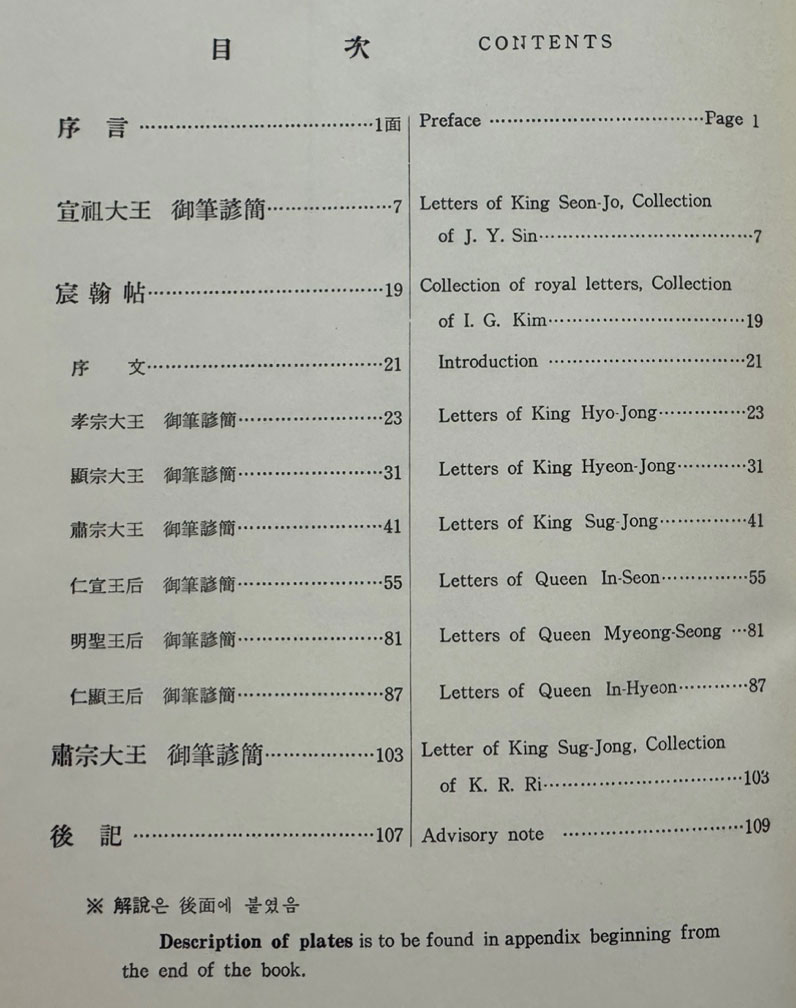 目 次
序 言 ……………………………… 1面
宣祖大王 御筆諺簡 ……………… 7
宸翰帖 ……………………………… 19
序 文 ……………………………… 21
孝宗大王 御筆諺簡 ……………… 23
顯宗大王 御筆諺簡 ……………… 31
肅宗大王 御筆諺簡 ……………… 41
仁宣王后 御筆諺簡 ……………… 55
明聖王后 御筆諺簡 ……………… 81
仁顯王后 御筆諺簡 ……………… 87
肅宗大王 御筆諺簡 ……………… 103
後 記 ……………………………… 107
CONTENTS
Preface ……………………………… Page 1
Letters of King Seon-Jo, Collection
of J. Y. Sin ……………………………… 7
Collection of royal letters, Collection
of I. G. Kim ……………………………… 19
Introduction ……………………………… 21
Letters of King Hyo-Jong ……………… 23
Letters of King Hyeon-Jong ………… 31
Letters of King Sug-Jong ……………… 41
Letters of Queen In-Seon ……………… 55
Letters of Queen Myeong-Seong … 81
Letters of Queen In-Hyeon ………… 87
Letter of King Sug-Jong, Collection
of K. R. Ri ……………………………… 103
Advisory note ……………………………… 109
※ 解說은 後面에 붙였음
Description of plates is to be found in appendix beginning from
the end of the book.